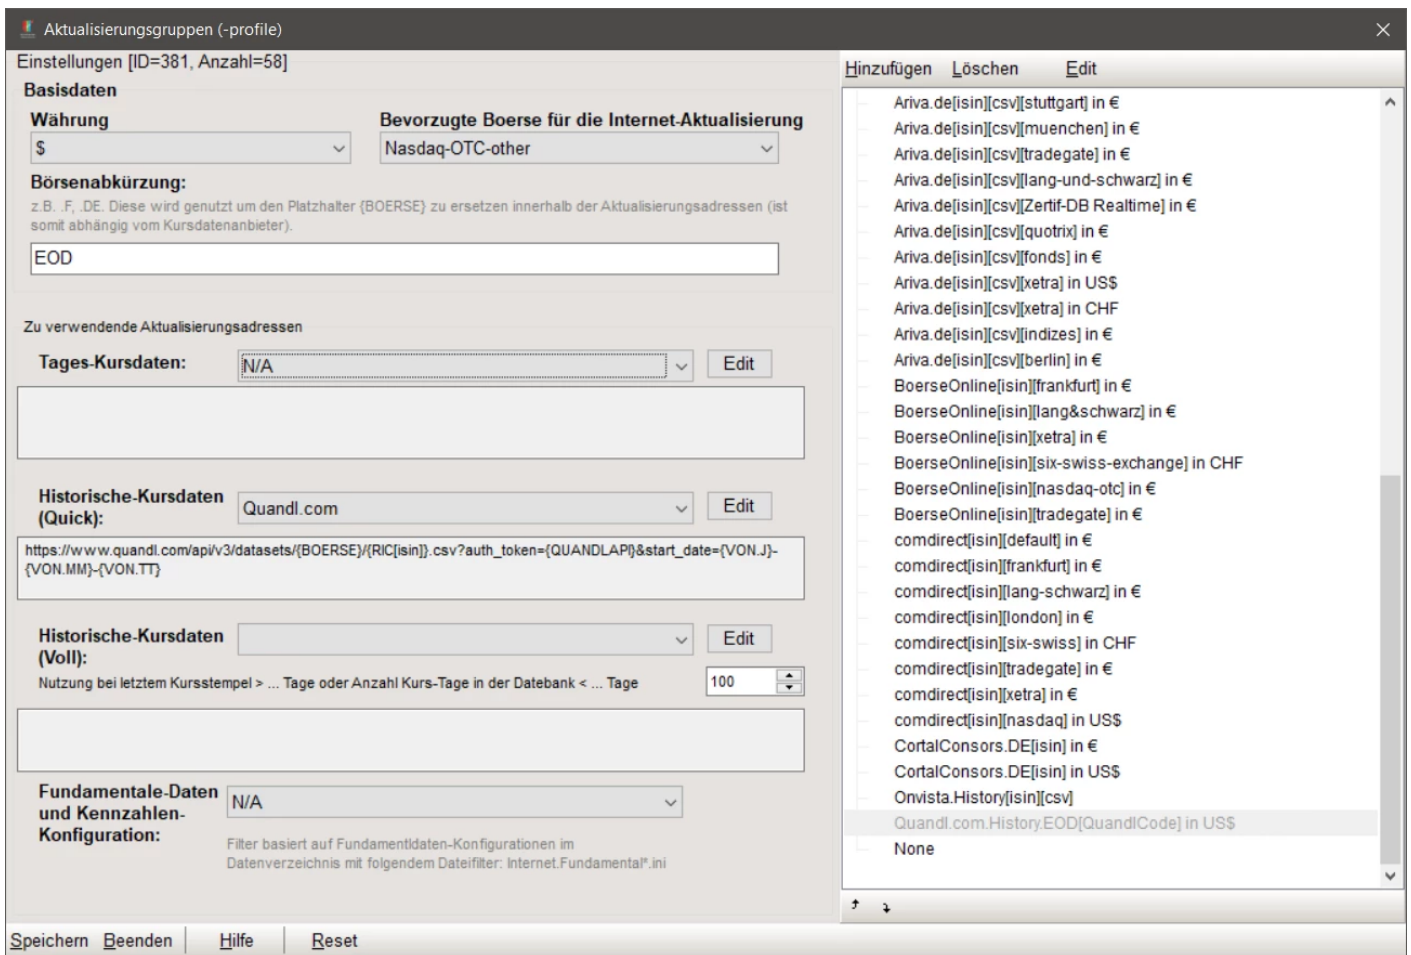 Aktualisierungsgruppen (-profile)
Einstellungen [ID=381, Anzahl=58]
Basisdaten
Währung
Bevorzugte Boerse für die Internet-Aktualisierung
$
Nasdaq-OTC-other
Börsenabkürzung:
z.B. .F, .DE. Diese wird genutzt um den Platzhalter {BOERSE} zu ersetzen innerhalb der Aktualisierungsadressen (ist
somit abhängig vom Kursdatenanbieter).
EOD
Zu verwendende Aktualisierungsadressen
Tages-Kursdaten:
N/A
Edit
Historische-Kursdaten
(Quick):
Quandl.com
Edit
https://www.quandl.com/api/v3/datasets/{BOERSE}/{RIC[isin]}.csv?auth_token={QUANDLAPI}&start_date={VON.J}-
{VON.MM}-{VON.TT}
Historische-Kursdaten
(Voll):
Edit
Nutzung bei letztem Kursstempel > ... Tage oder Anzahl Kurs-Tage in der Datebank < ... Tage
100
Fundamentale-Daten
und Kennzahlen-
Konfiguration:
N/A
Filter basiert auf Fundamentldaten-Konfigurationen im
Datenverzeichnis mit folgendem Dateifilter: Internet.Fundamental*.ini
Speichern Beenden Hilfe Reset
Hinzufügen Löschen Edit
Ariva.de[isin][csv][stuttgart] in €
Ariva.de[isin][csv][muenchen] in €
Ariva.de[isin][csv][tradegate] in €
Ariva.de[isin][csv][lang-und-schwarz] in €
Ariva.de[isin][csv][Zertif-DB Realtime] in €
Ariva.de[isin][csv][quotrix] in €
Ariva.de[isin][csv][fonds] in €
Ariva.de[isin][csv][xetra] in US$
Ariva.de[isin][csv][xetra] in CHF
Ariva.de[isin][csv][indizes] in €
Ariva.de[isin][csv][berlin] in €
BoerseOnline[isin][frankfurt] in €
BoerseOnline[isin][lang&schwarz] in €
BoerseOnline[isin][xetra] in €
BoerseOnline[isin][six-swiss-exchange] in CHF
BoerseOnline[isin][nasdaq-otc] in €
BoerseOnline[isin][tradegate] in €
comdirect[isin][default] in €
comdirect[isin][frankfurt] in €
comdirect[isin][lang-schwarz] in €
comdirect[isin][london] in €
comdirect[isin][six-swiss] in CHF
comdirect[isin][tradegate] in €
comdirect[isin][xetra] in €
comdirect[isin][nasdaq] in US$
CortalConsors.DE[isin] in €
CortalConsors.DE[isin] in US$
Onvista.History[isin][csv]
Quandl.com.History.EOD[QuandlCode] in US$
None